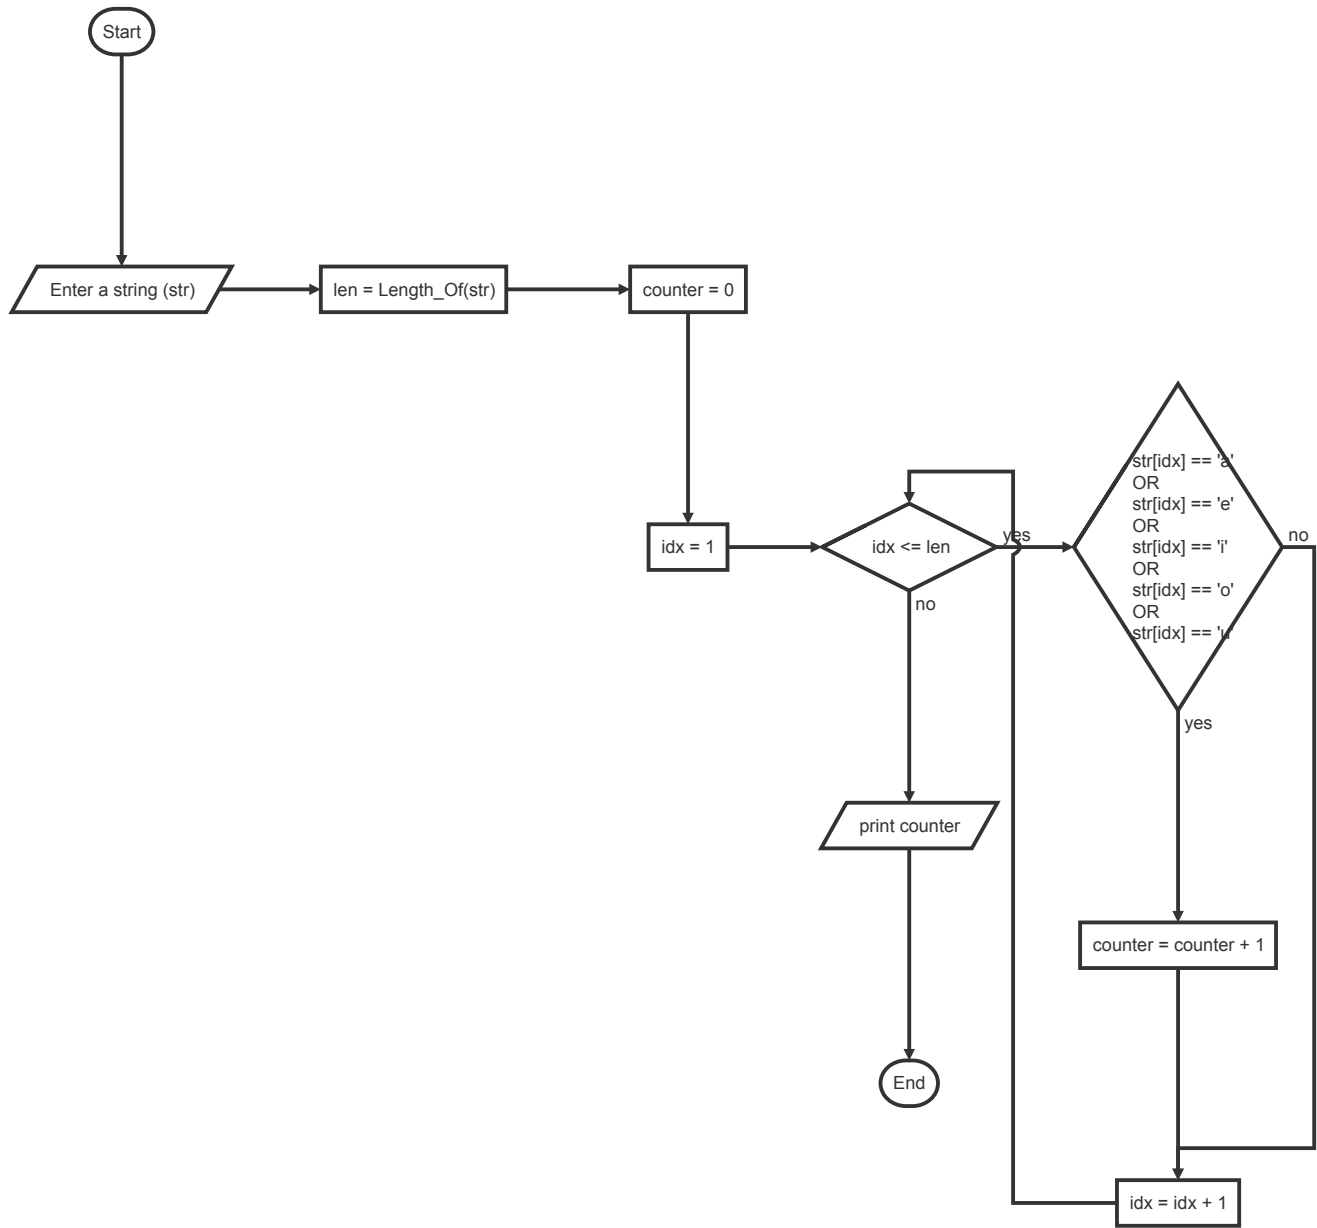 Start
Enter a string (str)
len = Length_Of(str)
counter = 0
idx = 1
idx <= len
yes
no
str[idx] == 'a'
OR
str[idx] == 'e'
OR
str[idx] == 'i'
OR
str[idx] == 'o'
OR
str[idx] == 'u'
no
yes
print counter
counter = counter + 1
End
idx = idx + 1